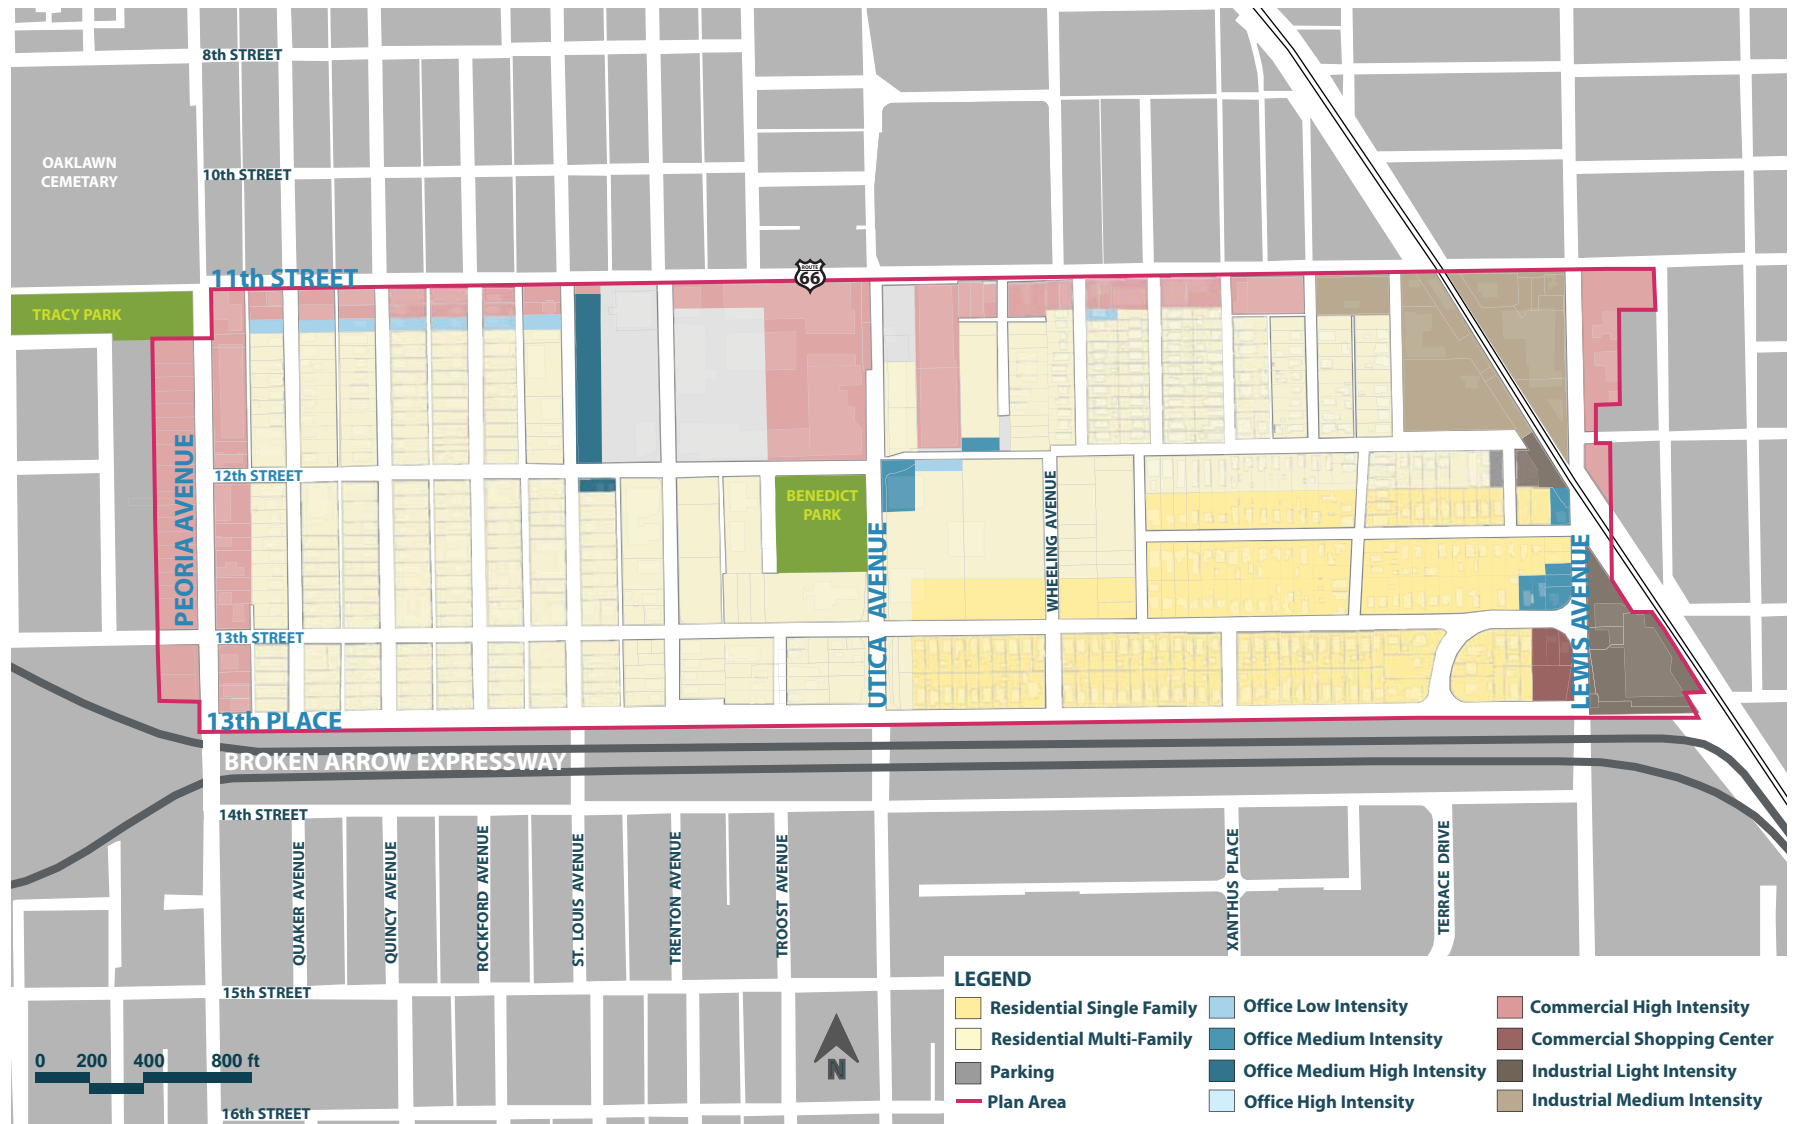 8th STREET
OAKLAWN
CEMETARY
10th STREET
11th STREET
ROUTE
66
TRACY PARK
PEORIA AVENUE
12th STREET
BENEDICT
PARK
UTICA AVENUE
WHEELING AVENUE
LEWIS AVENUE
13th STREET
13th PLACE
BROKEN ARROW EXPRESSWAY
14th STREET
QUAKER AVENUE
QUINCY AVENUE
ROCKFORD AVENUE
ST. LOUIS AVENUE
TRENTON AVENUE
TROOST AVENUE
XANTHUS PLACE
TERRACE DRIVE
15th STREET
16th STREET
0 200 400 800 ft
N
LEGEND
Residential Single Family
Residential Multi-Family
Parking
Plan Area
Office Low Intensity
Office Medium Intensity
Office Medium High Intensity
Office High Intensity
Commercial High Intensity
Commercial Shopping Center
Industrial Light Intensity
Industrial Medium Intensity